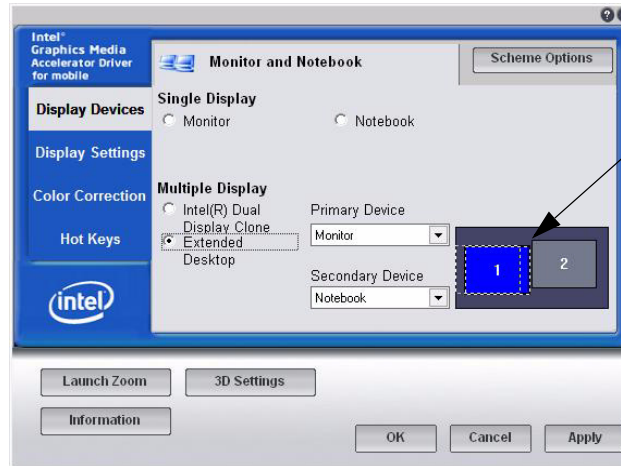 Intel®
Graphics Media
Accelerator Driver
for mobile
Monitor and Notebook
Scheme Options
Display Devices
Display Settings
Color Correction
Hot Keys
intel
Single Display
Monitor
Notebook
Multiple Display
Intel(R) Dual
Display Clone
Extended
Desktop
Primary Device
Monitor
Secondary Device
Notebook
1
2
Launch Zoom
3D Settings
Information
OK
Cancel
Apply